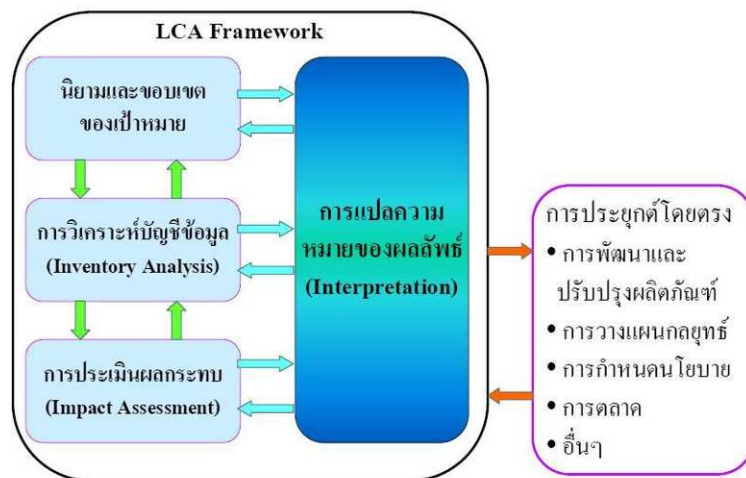 LCA Framework
นิยามและขอบเขต
ของเป้าหมาย
การวิเคราะห์บัญชีข้อมูล
(Inventory Analysis)
การประเมินผลกระทบ
(Impact Assessment)
การแปลความ
หมายของผลลัพธ์
(Interpretation)
การประยุกต์โดยตรง
• การพัฒนาและ
ปรับปรุงผลิตภัณฑ์
• การวางแผนกลยุทธ์
• การกำหนดนโยบาย
• การตลาด
• อื่นๆ